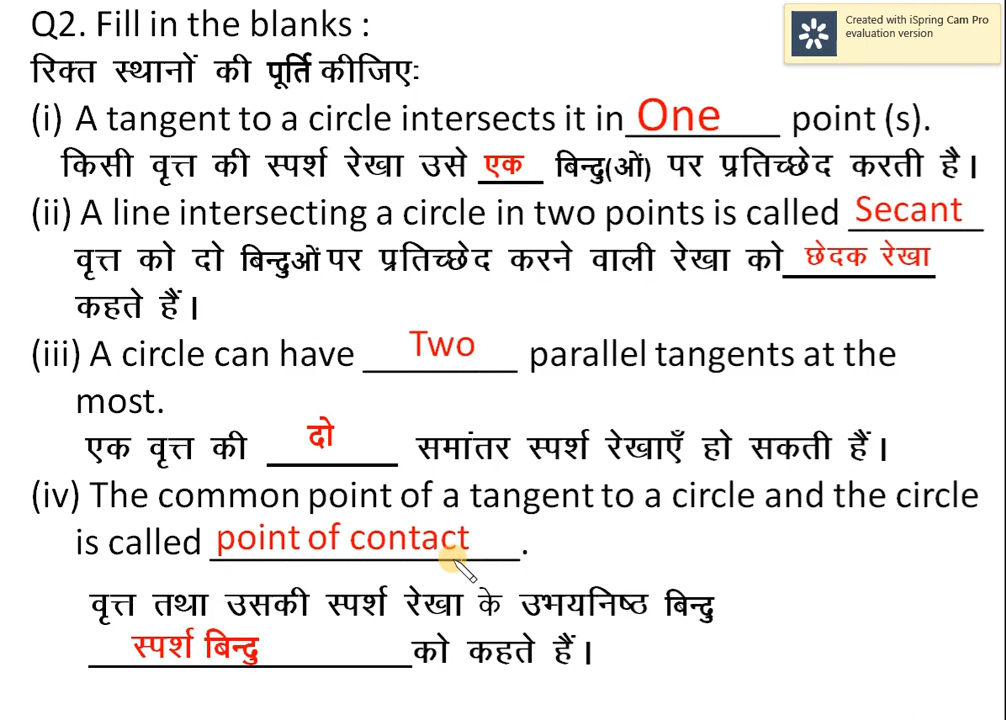 Q2. Fill in the blanks :
Created with iSpring Cam Pro
evaluation version
रिक्त स्थानों की पूर्ति कीजिएः
(i) A tangent to a circle intersects it in One point (s).
किसी वृत्त की स्पर्श रेखा उसे एक बिन्दु(ओं) पर प्रतिच्छेद करती है।
(ii) A line intersecting a circle in two points is called Secant
वृत्त को दो बिन्दुओं पर प्रतिच्छेद करने वाली रेखा को छेदक रेखा
कहते हैं।
(iii) A circle can have Two parallel tangents at the
most.
एक वृत्त की दो समांतर स्पर्श रेखाएँ हो सकती हैं।
(iv) The common point of a tangent to a circle and the circle
is called point of contact.
वृत्त तथा उसकी स्पर्श रेखा के उभयनिष्ठ बिन्दु
स्पर्श बिन्दु को कहते हैं।